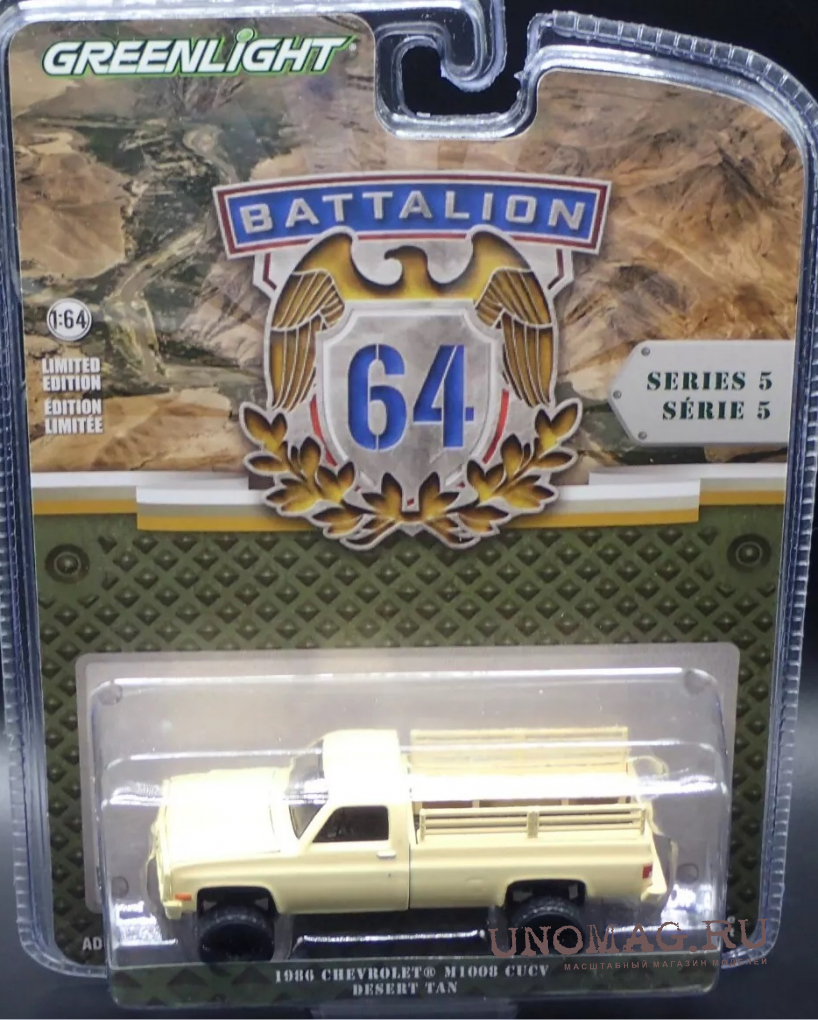 GREENLIGHT
BATTALION
64
1:64
LIMITED
EDITION
ÉDITION
LIMITÉE
SERIES 5
SÉRIE 5
AD
UNOMAG.RU
МАСШТАБНЫЙ МАГАЗИН МОДЕЛЕЙ
1986 CHEVROLET® M1008 CUCV
DESERT TAN